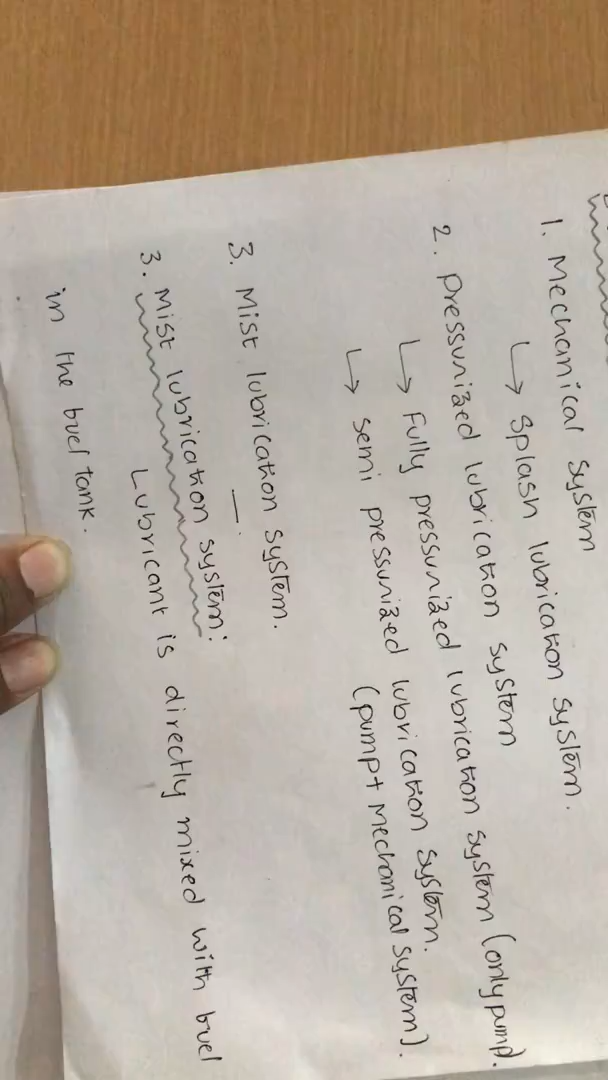 1. Mechanical system
↳ Splash lubrication system.
2. Pressurized lubrication system
↳ Fully pressurized lubrication system (only pump).
↳ Semi pressurized lubrication system.
(pump + Mechanical system).
3. Mist lubrication system.
3. Mist lubrication system:
Lubricant is directly mixed with fuel
in the fuel tank.